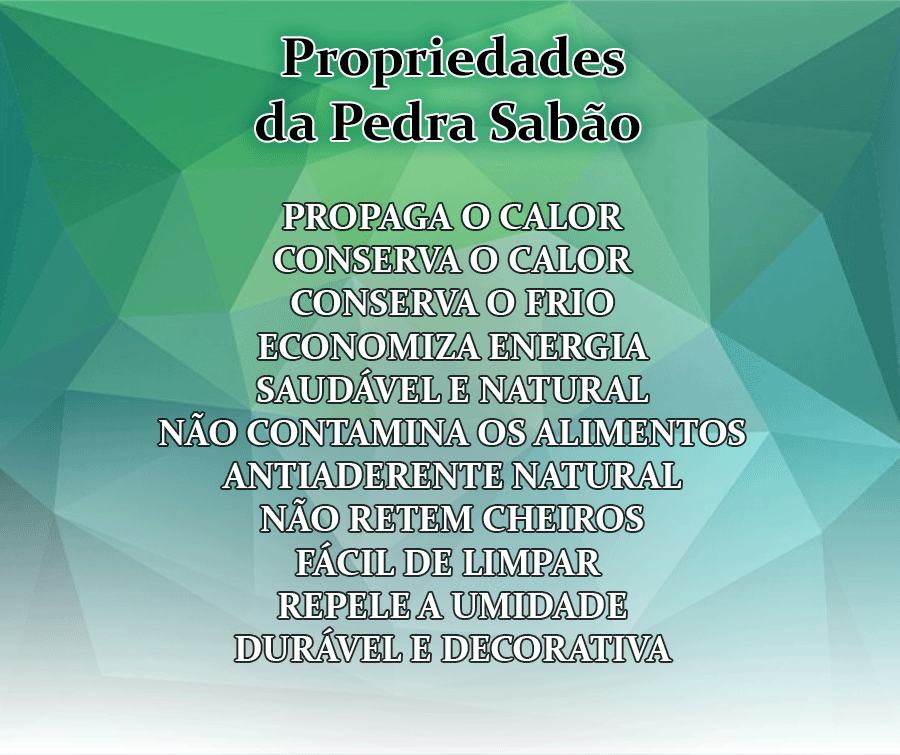 Propriedades
da Pedra Sabão
PROPAGA O CALOR
CONSERVA O CALOR
CONSERVA O FRIO
ECONOMIZA ENERGIA
SAUDÁVEL E NATURAL
NÃO CONTAMINA OS ALIMENTOS
ANTIADERENTE NATURAL
NÃO RETEM CHEIROS
FÁCIL DE LIMPAR
REPELE A UMIDADE
DURÁVEL E DECORATIVA